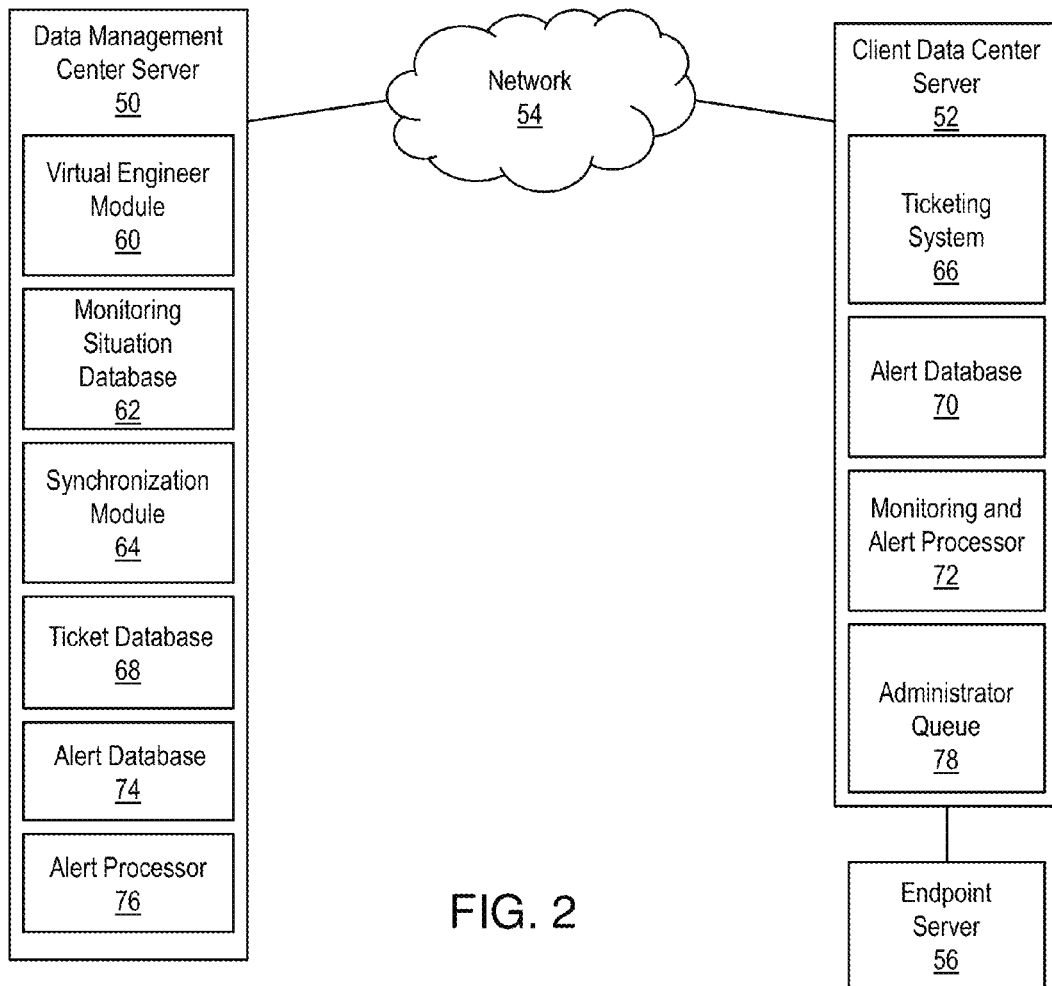 Data Management
Center Server
50
Virtual Engineer
Module
60
Monitoring
Situation
Database
62
Synchronization
Module
64
Ticket Database
68
Alert Database
74
Alert Processor
76
Network
54
Client Data Center
Server
52
Ticketing
System
66
Alert Database
70
Monitoring and
Alert Processor
72
Administrator
Queue
78
Endpoint
Server
56
FIG. 2